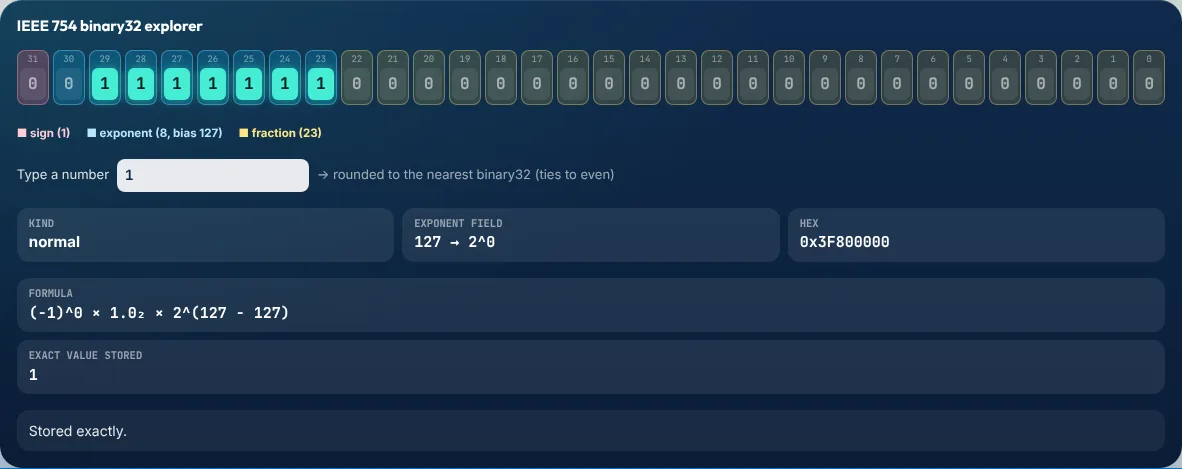 IEEE 754 binary32 explorer
31 30 29 28 27 26 25 24 23 22 21 20 19 18 17 16 15 14 13 12 11 10 9 8 7 6 5 4 3 2 1 0
0 0 1 1 1 1 1 1 1 0 0 0 0 0 0 0 0 0 0 0 0 0 0 0 0 0 0 0 0 0 0 0
sign (1) exponent (8, bias 127) fraction (23)
Type a number 1 → rounded to the nearest binary32 (ties to even)
KIND EXPONENT FIELD HEX
normal 127 → 2^0 0x3F800000
FORMULA
(-1)^0 × 1.0₂ × 2^(127 - 127)
EXACT VALUE STORED
1
Stored exactly.